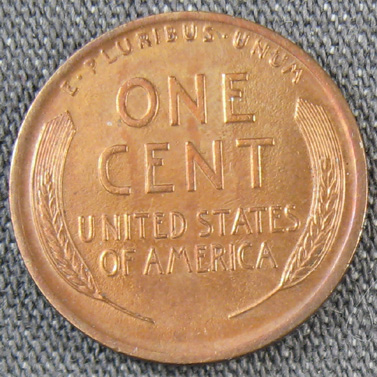 E·PLURIBUS·UNUM
ONE
CENT
UNITED STATES
OF AMERICA